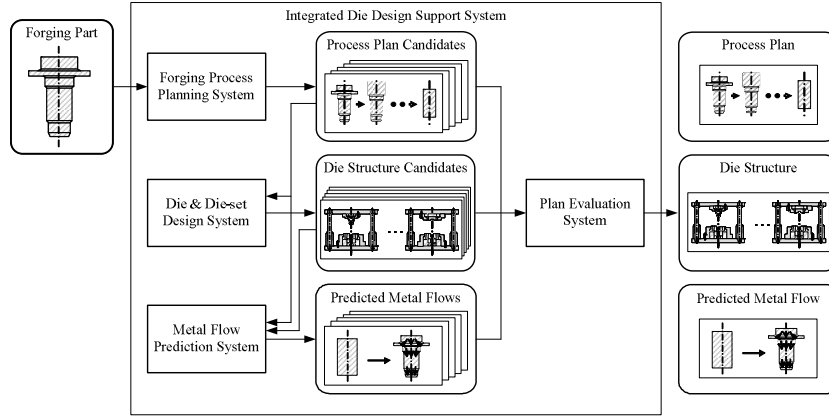 Integrated Die Design Support System
Forging Part
Forging Process
Planning System
Process Plan Candidates
Process Plan
Die & Die-set
Design System
Die Structure Candidates
Plan Evaluation
System
Die Structure
Metal Flow
Prediction System
Predicted Metal Flows
Predicted Metal Flow